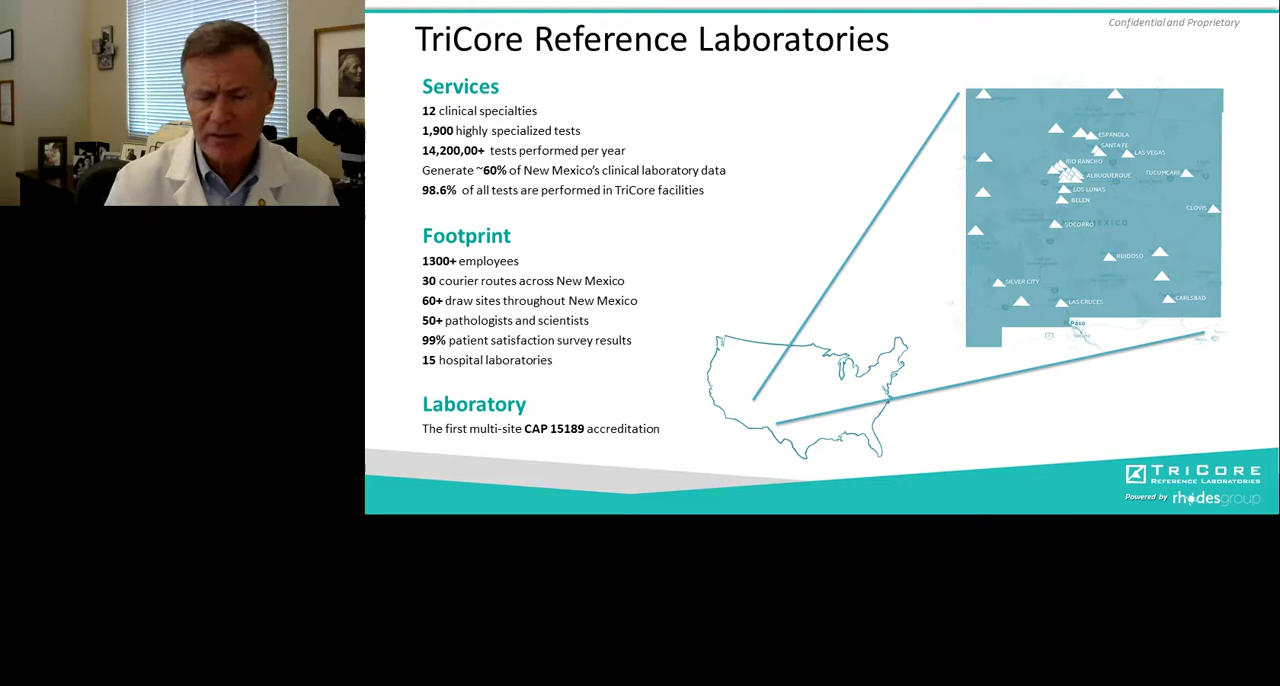 Confidential and Proprietary
TriCore Reference Laboratories
Services
12 clinical specialties
1,900 highly specialized tests
14,200,00+ tests performed per year
Generate ~60% of New Mexico's clinical laboratory data
98.6% of all tests are performed in TriCore facilities
Footprint
1300+ employees
30 courier routes across New Mexico
60+ draw sites throughout New Mexico
50+ pathologists and scientists
99% patient satisfaction survey results
15 hospital laboratories
Laboratory
The first multi-site CAP 15189 accreditation
ESPANOLA
SANTA FE
LAS VEGAS
RIO RANCHO
ALBUQUERQUE
TUCUMCARI
LOS LUNAS
BELEN
CLOVIS
SOCORRO
MEXICO
RUIDOSO
SILVER CITY
LAS CRUCES
CARLSBAD
Paso
TRICORE
REFERENCE LABORATORIES
Powered by rhodesgroup